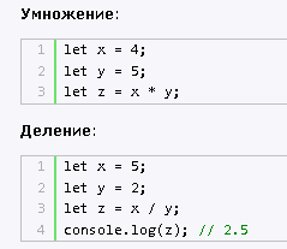 Умножение:
1 let x = 4;
2 let y = 5;
3 let z = x * y;
Деление:
1 let x = 5;
2 let y = 2;
3 let z = x / y;
4 console.log(z); // 2.5